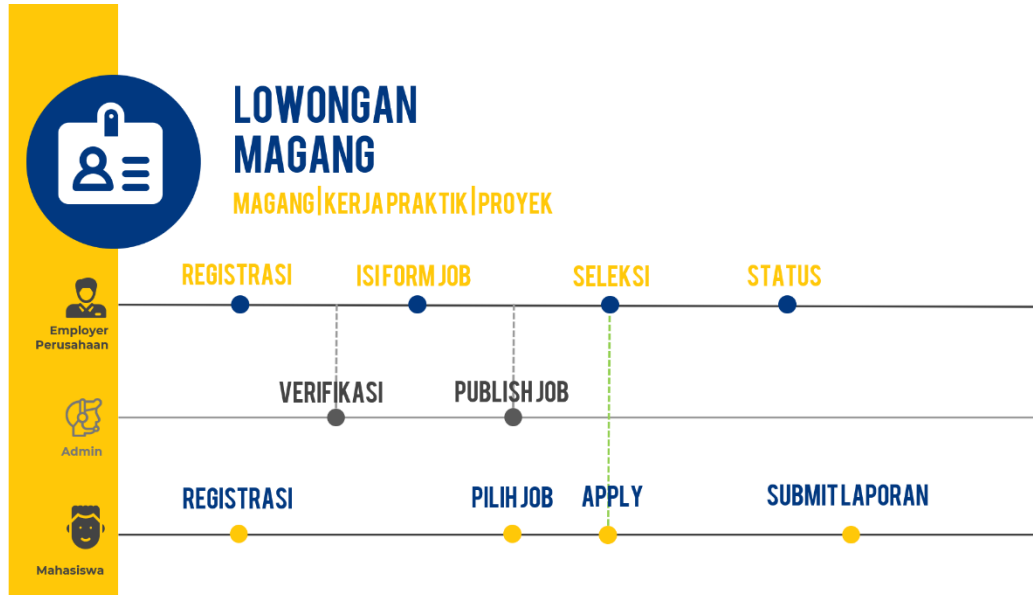 LOWONGAN
MAGANG
MAGANG|KERJA PRAKTIK|PROYEK
REGISTRASI
ISI FORM JOB
SELEKSI
STATUS
Employer
Perusahaan
VERIFIKASI
PUBLISH JOB
Admin
REGISTRASI
PILIH JOB
APPLY
SUBMIT LAPORAN
Mahasiswa